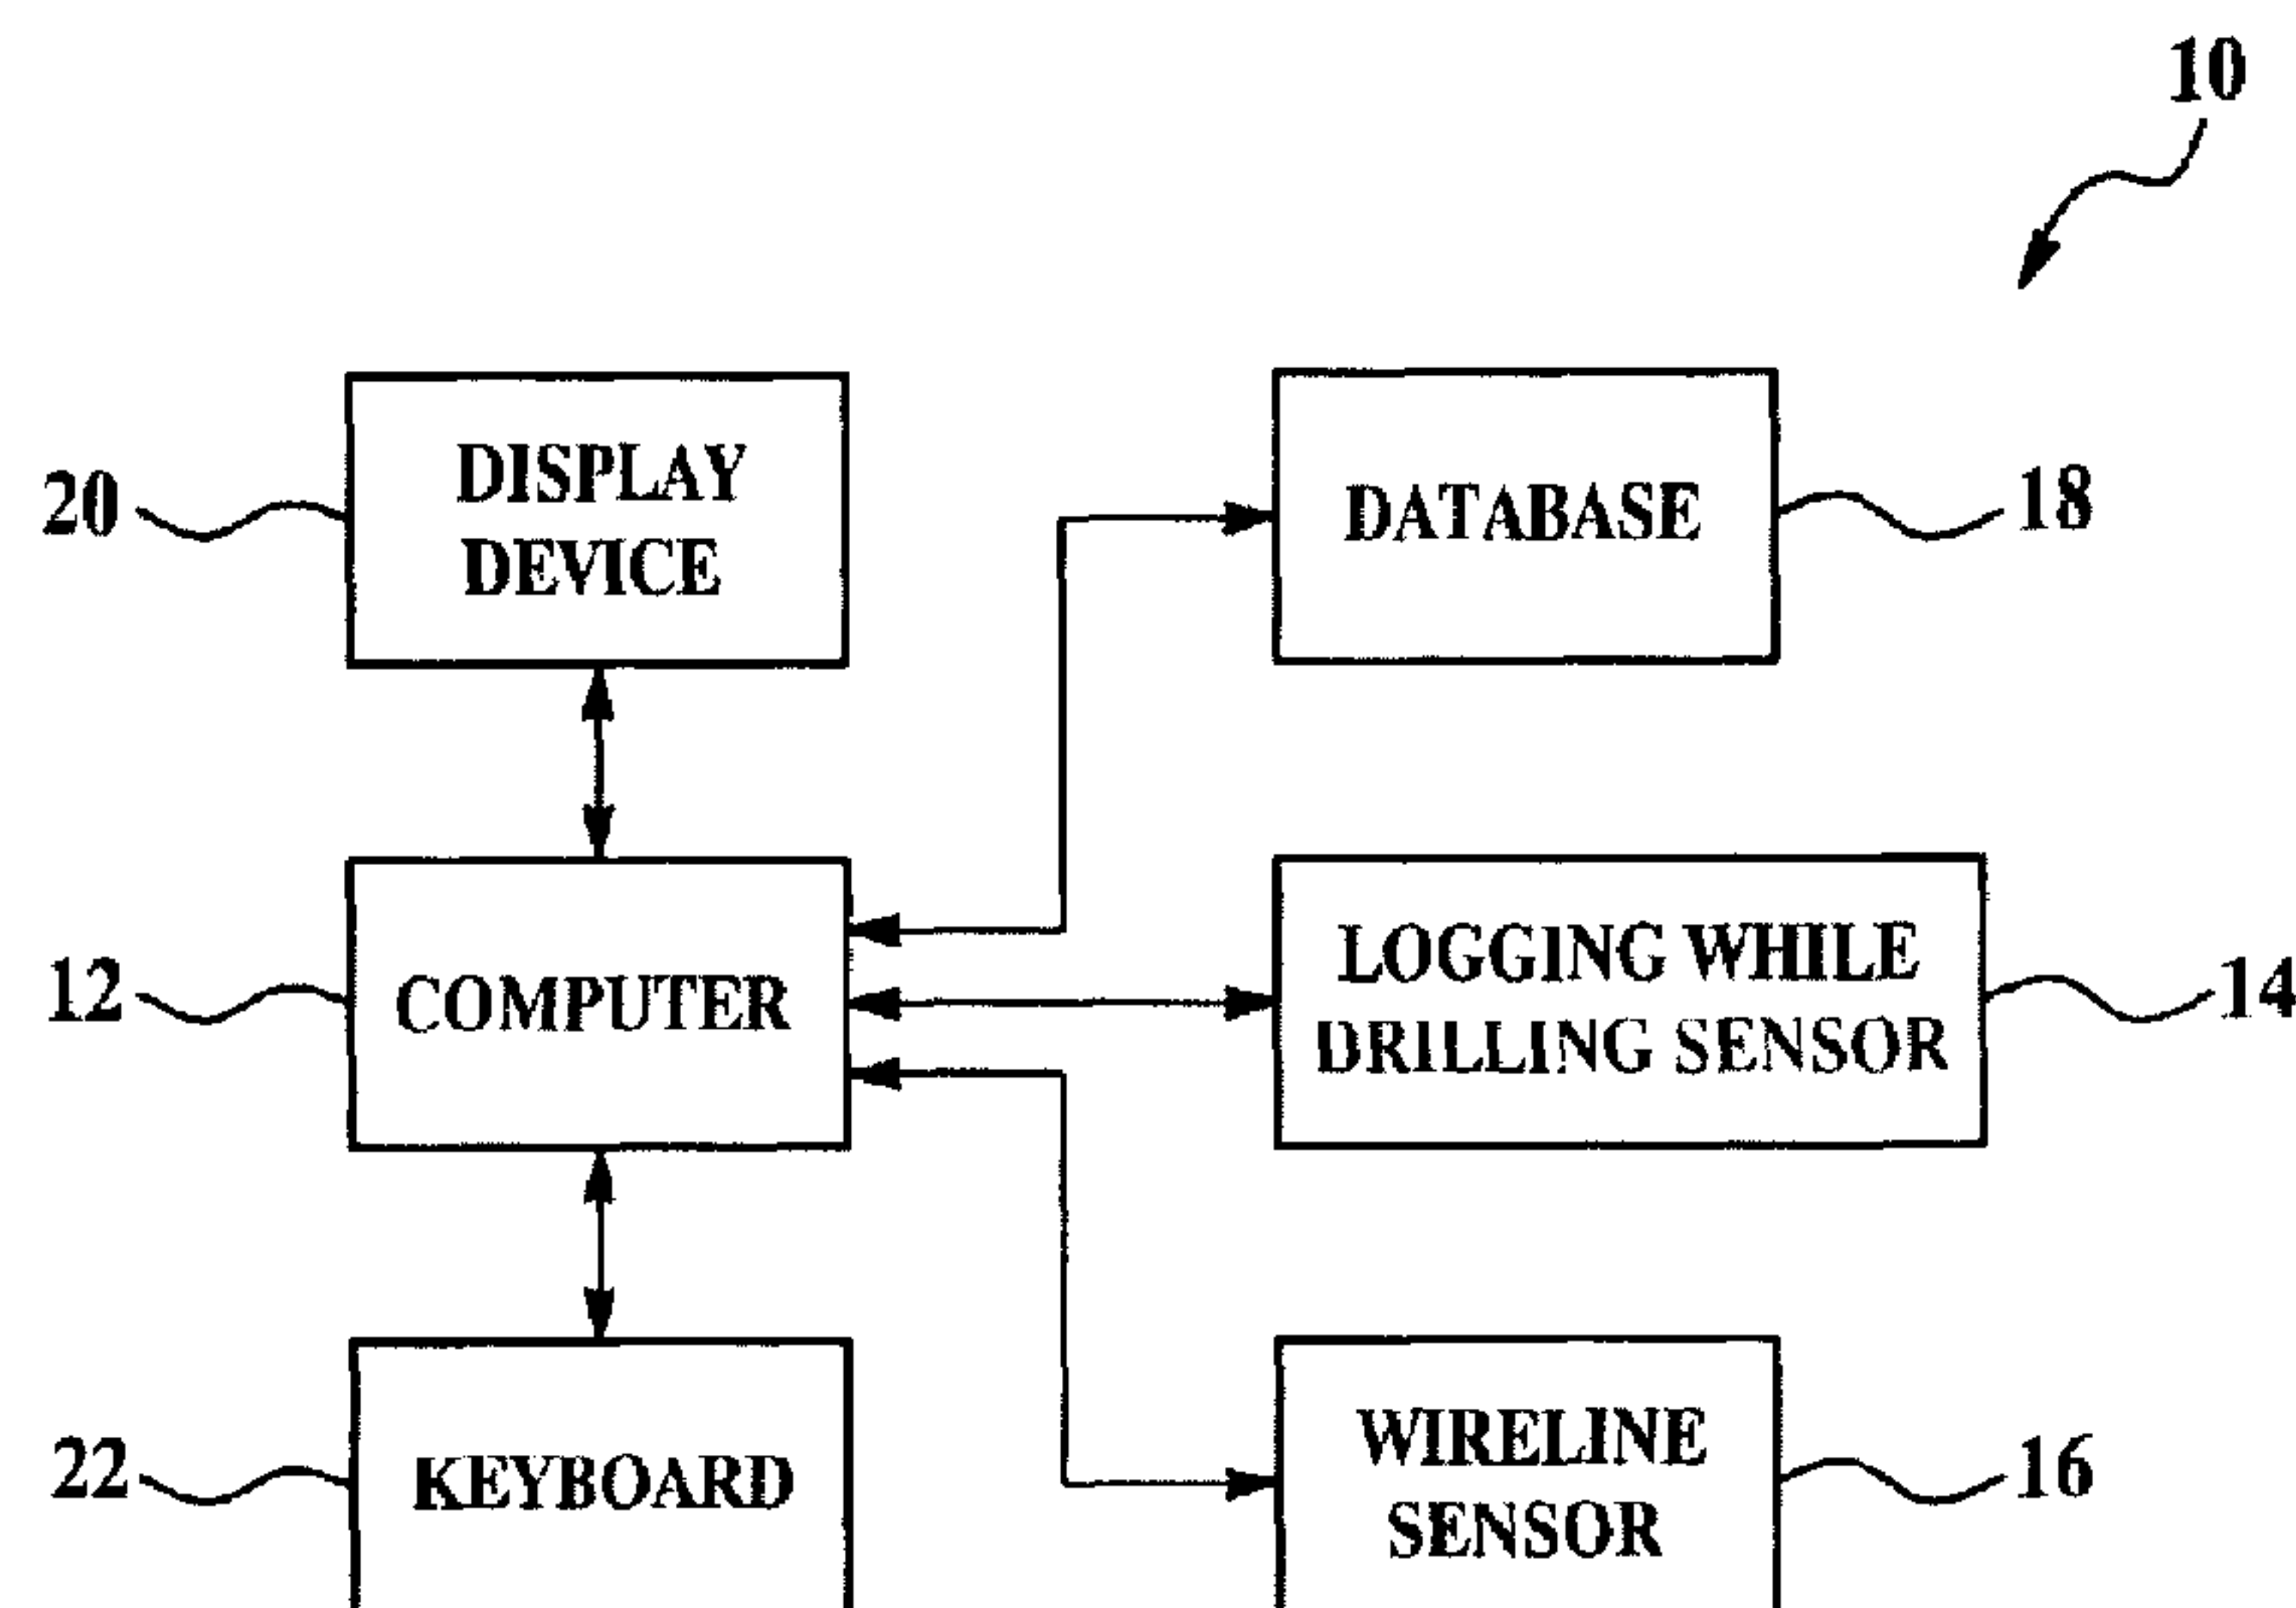 10
DISPLAY
DEVICE
20
DATABASE
18
COMPUTER
12
LOGGING WHILE
DRILLING SENSOR
14
KEYBOARD
22
WIRELINE
SENSOR
16